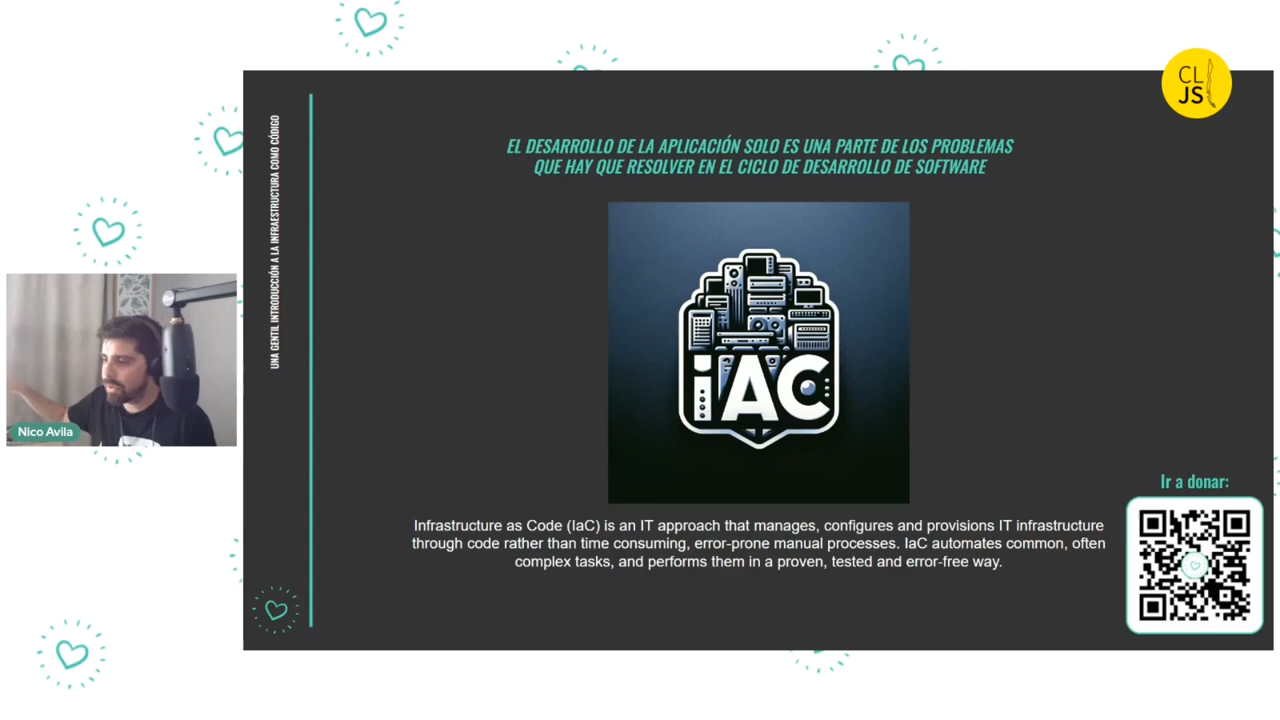 CL
JS
UNA GENTIL INTRODUCCIÓN A LA INFRAESTRUCTURA COMO CÓDIGO
EL DESARROLLO DE LA APLICACIÓN SOLO ES UNA PARTE DE LOS PROBLEMAS
QUE HAY QUE RESOLVER EN EL CICLO DE DESARROLLO DE SOFTWARE
iAC
Nico Avila
Infrastructure as Code (IaC) is an IT approach that manages, configures and provisions IT infrastructure
through code rather than time consuming, error-prone manual processes. IaC automates common, often
complex tasks, and performs them in a proven, tested and error-free way.
Ir a donar: